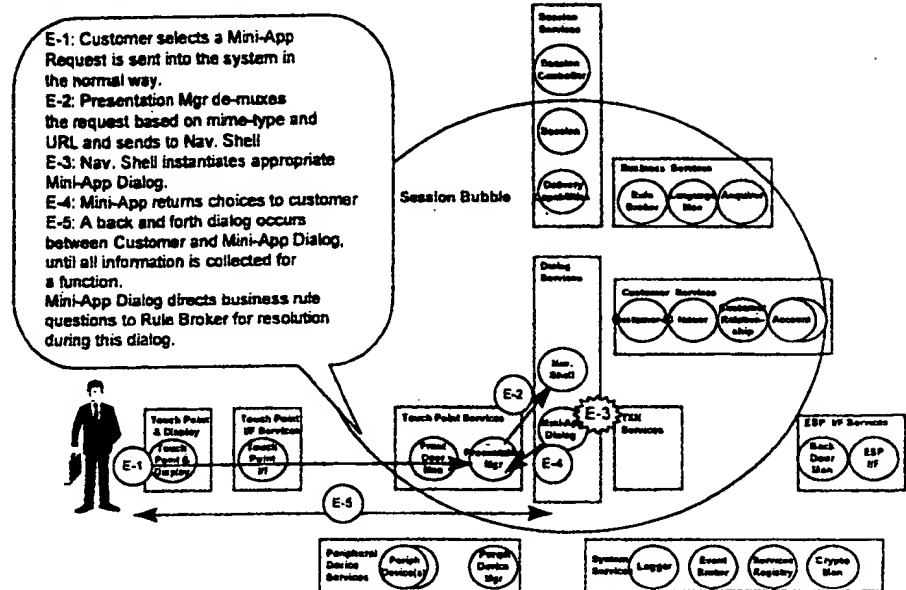 E-1: Customer selects a Mini-App
Request is sent into the system in
the normal way.
E-2: Presentation Mgr de-muxes
the request based on mime-type and
URL and sends to Nav. Shell
E-3: Nav. Shell instantiates appropriate
Mini-App Dialog.
E-4: Mini-App returns choices to customer
E-5: A back and forth dialog occurs
between Customer and Mini-App Dialog,
until all information is collected for
a function.
Mini-App Dialog directs business rule
questions to Rule Broker for resolution
during this dialog.
Session
Services
Session
Controller
Session
Delivery
Capabilities
Session Bubble
Business Services
Rule
Broker
Language
Man
Acquirer
Dialog
Services
Customer Services
Customer
Customer
Relation-
ship
Account
Nav.
Shell
E-2
Mini-App
Dialog
E-3
TXN
Services
E-4
Touch Point
& Display
Touch
Point &
Display
E-1
Touch Point
I/F Services
Touch
Point
I/F
Touch Point Services
Front
Door
Man
Presentation
Mgr
ESP I/F Services
Back
Door
Man
ESP
I/F
E-5
Peripheral
Device
Services
Periph
Device(s)
Periph
Device
Mgr
System
Services
Logger
Event
Broker
Services
Registry
Crypto
Man